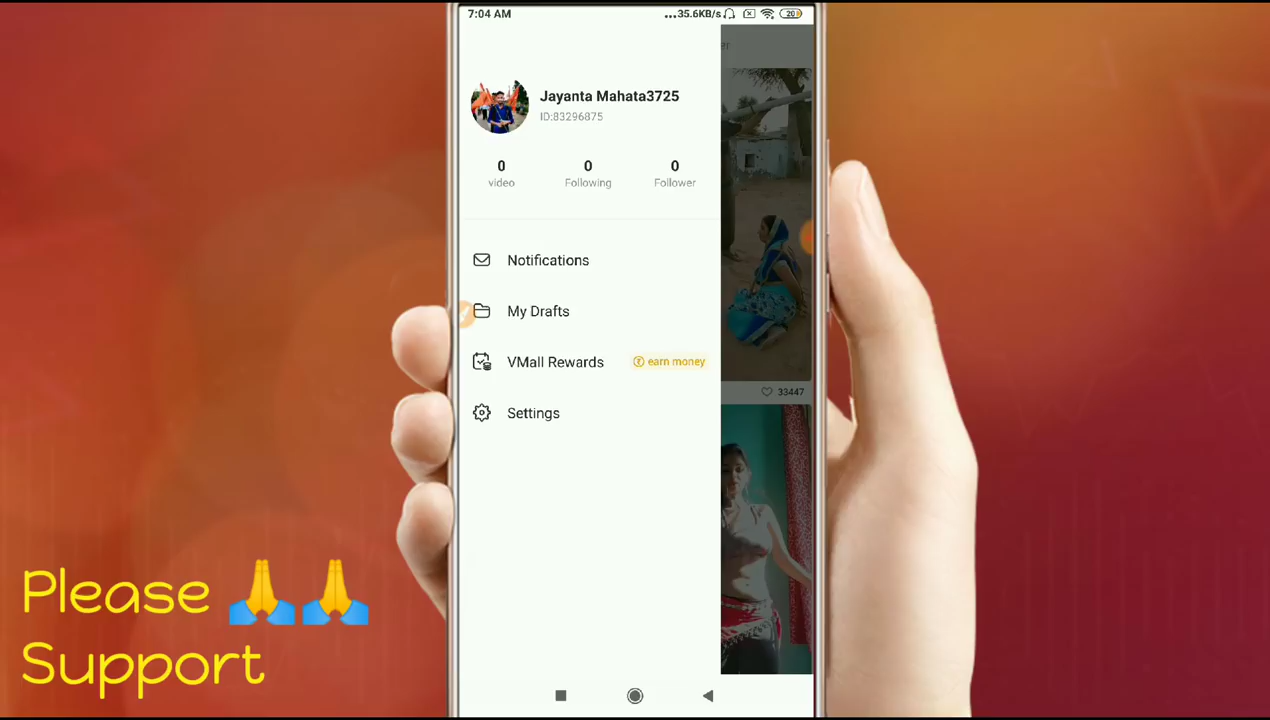 7:04 AM
...35.6KB/s
20
er
Jayanta Mahata3725
ID:83296875
0 0 0
video Following Follower
Notifications
My Drafts
VMall Rewards earn money
Settings
33447
Please 🙏🙏
Support